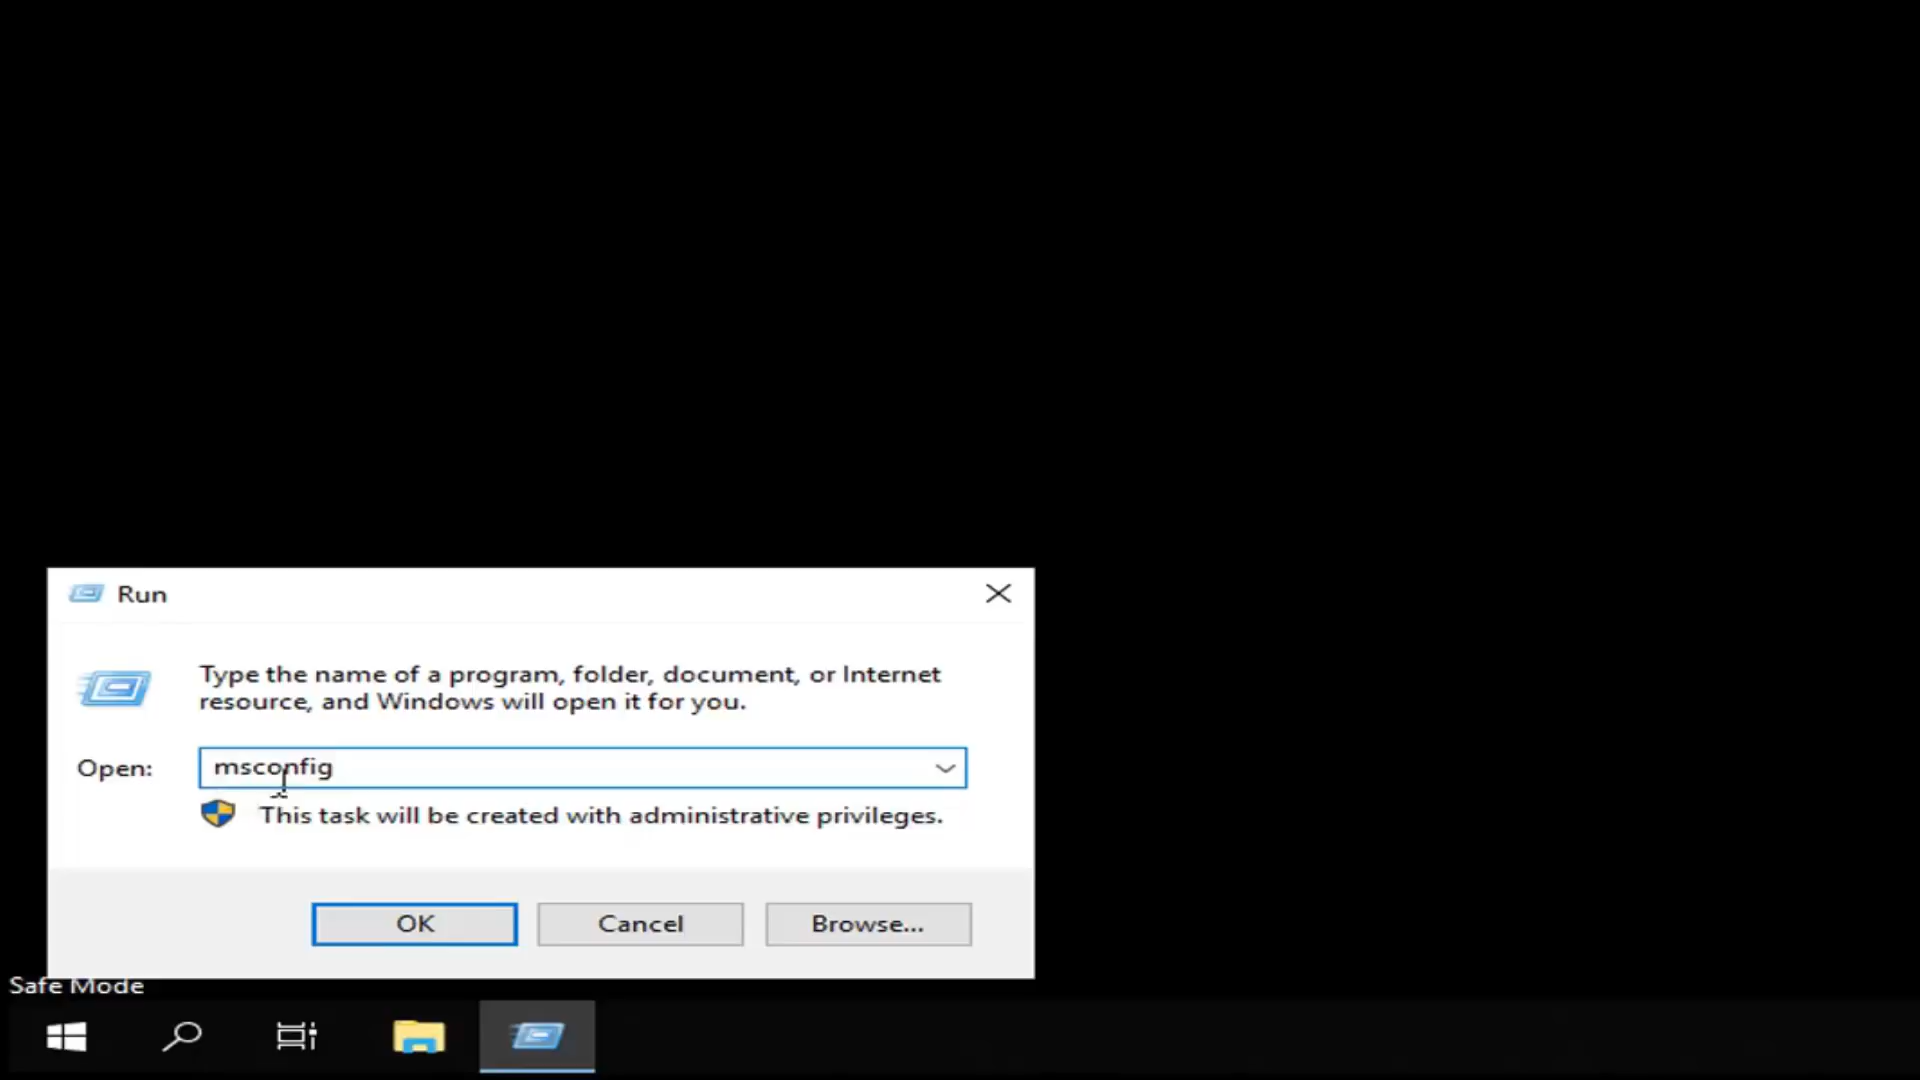 Run
Type the name of a program, folder, document, or Internet
resource, and Windows will open it for you.
Open: msconfig
This task will be created with administrative privileges.
OK Cancel Browse...
Safe Mode